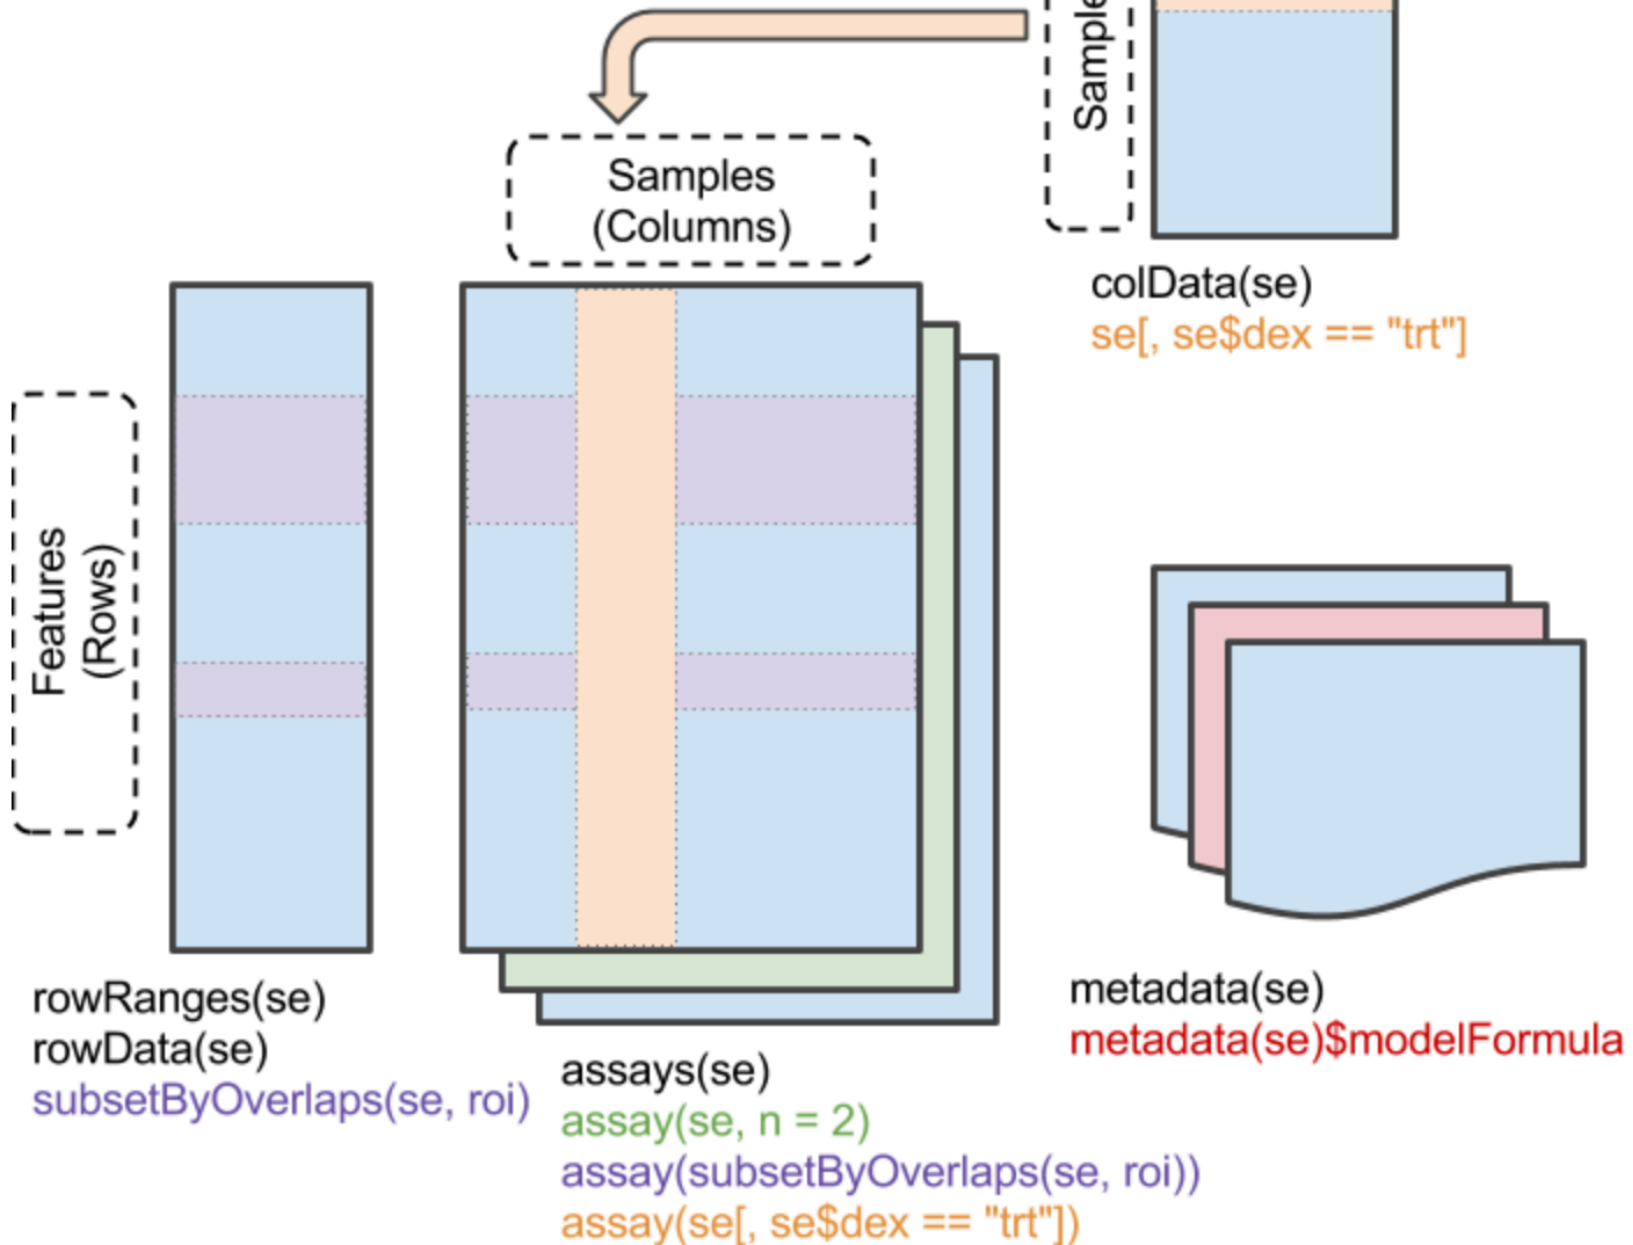 Sample
Samples
(Columns)
colData(se)
se[, se$dex == "trt"]
Features
(Rows)
rowRanges(se)
rowData(se)
subsetByOverlaps(se, roi)
assays(se)
assay(se, n = 2)
assay(subsetByOverlaps(se, roi))
assay(se[, se$dex == "trt"])
metadata(se)
metadata(se)$modelFormula